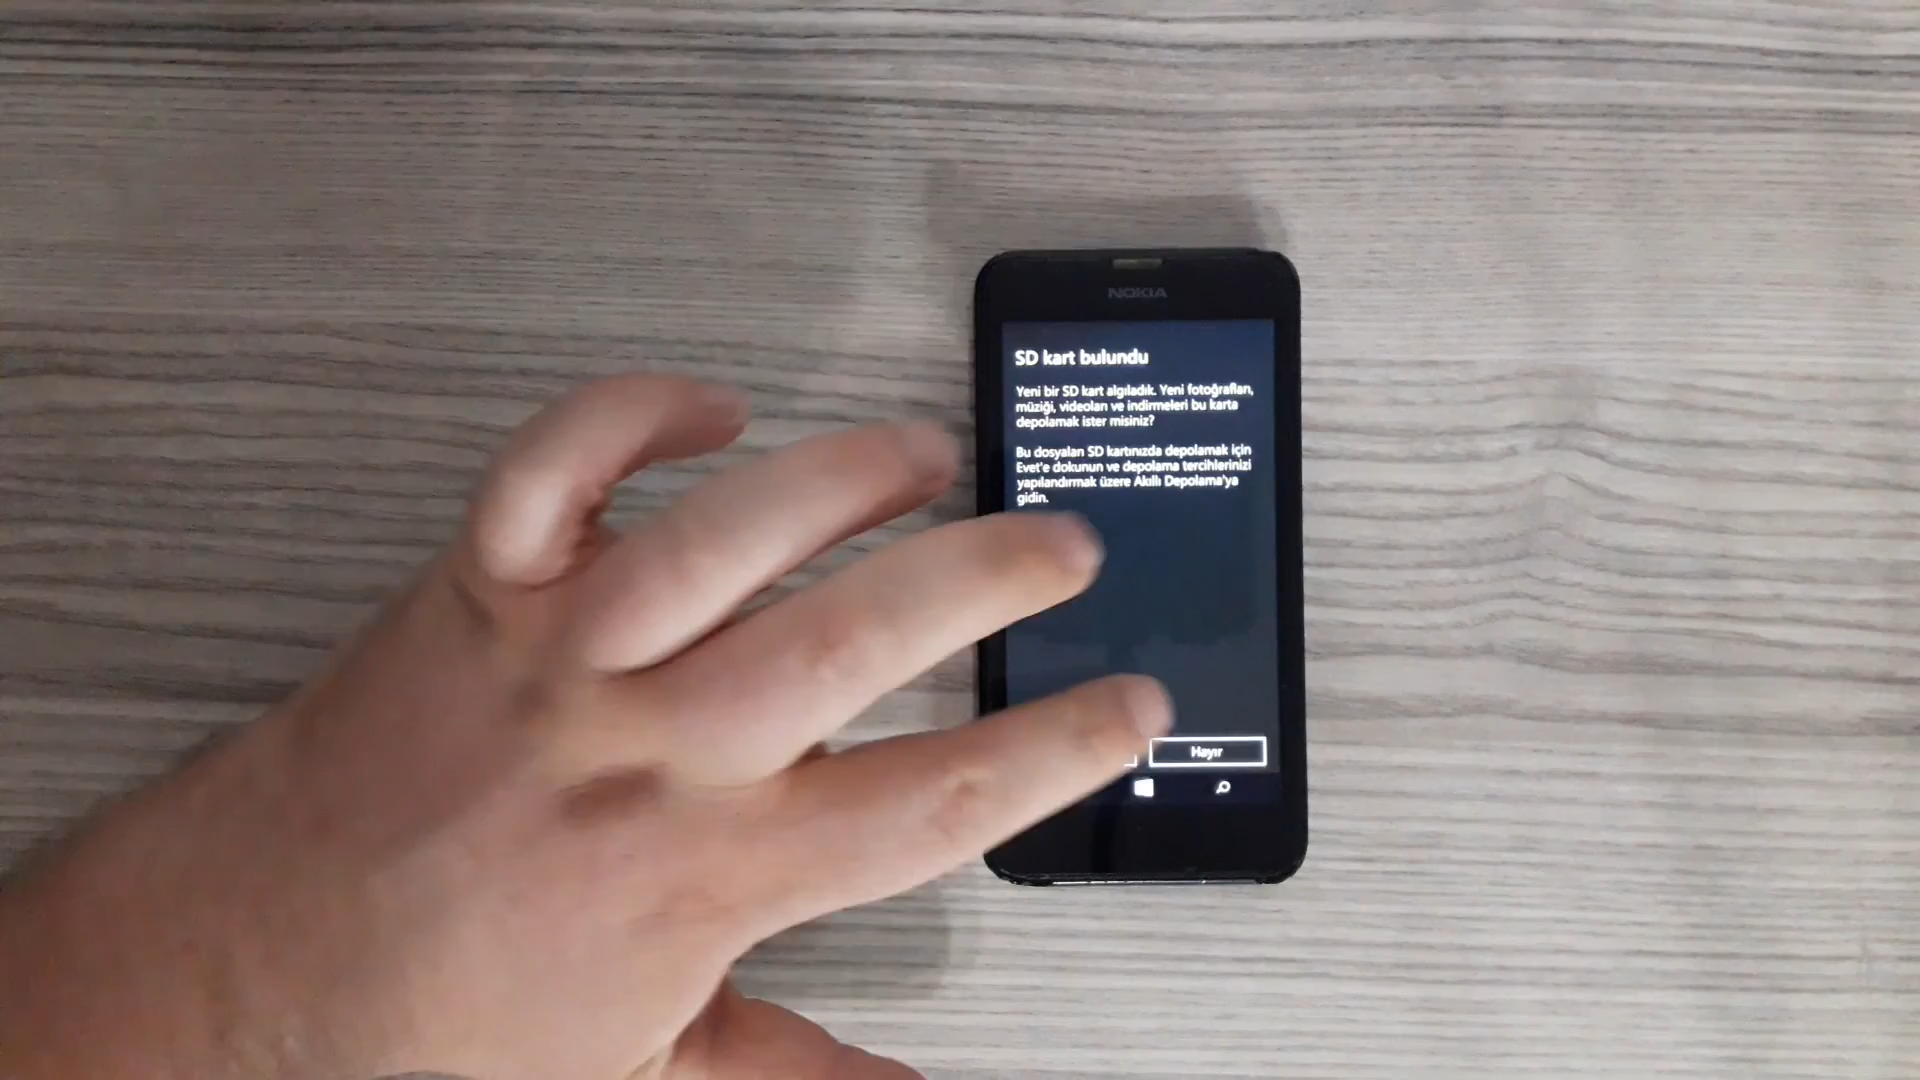 NOKIA
SD kart bulundu
Yeni bir SD kart algıladık. Yeni fotoğrafları,
müziği, videoları ve indirmeleri bu karta
depolamak ister misiniz?
Bu dosyaları SD kartınızda depolamak için
Evet'e dokunun ve depolama tercihlerinizi
yapılandırmak üzere Akıllı Depolama'ya
gidin.
Hayır